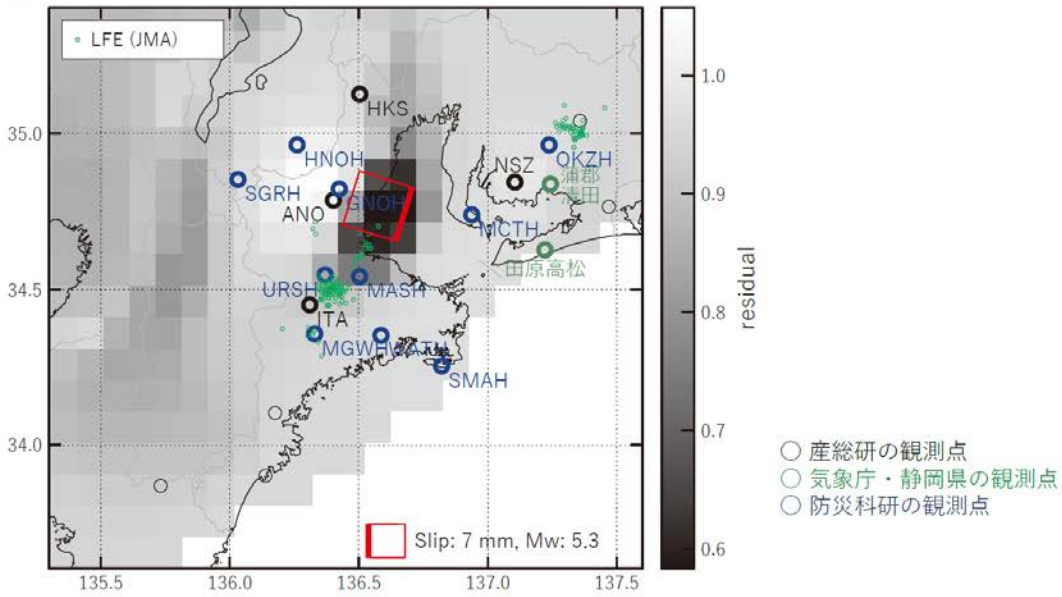 LFE (JMA)
HKS
HNOH
OKZH
NSZ
SGRH
GNOH
蒲郡
清田
ANO
MCTH
田原高松
URSH
MASH
ITA
MGWH
WATH
SMAH
Slip: 7 mm, Mw: 5.3
35.0
34.5
34.0
135.5
136.0
136.5
137.0
137.5
1.0
0.9
0.8
0.7
0.6
residual
産総研の観測点
気象庁・静岡県の観測点
防災科研の観測点